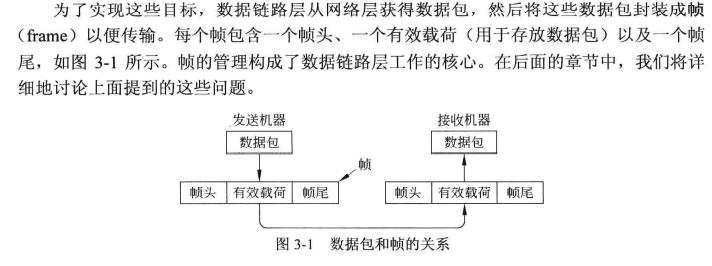 为了实现这些目标，数据链路层从网络层获得数据包，然后将这些数据包封装成帧
（frame）以便传输。每个帧包含一个帧头、一个有效载荷（用于存放数据包）以及一个帧
尾，如图 3-1 所示。帧的管理构成了数据链路层工作的核心。在后面的章节中，我们将详
细地讨论上面提到的这些问题。
发送机器 接收机器
数据包 数据包
帧
帧头 有效载荷 帧尾 帧头 有效载荷 帧尾
图 3-1 数据包和帧的关系